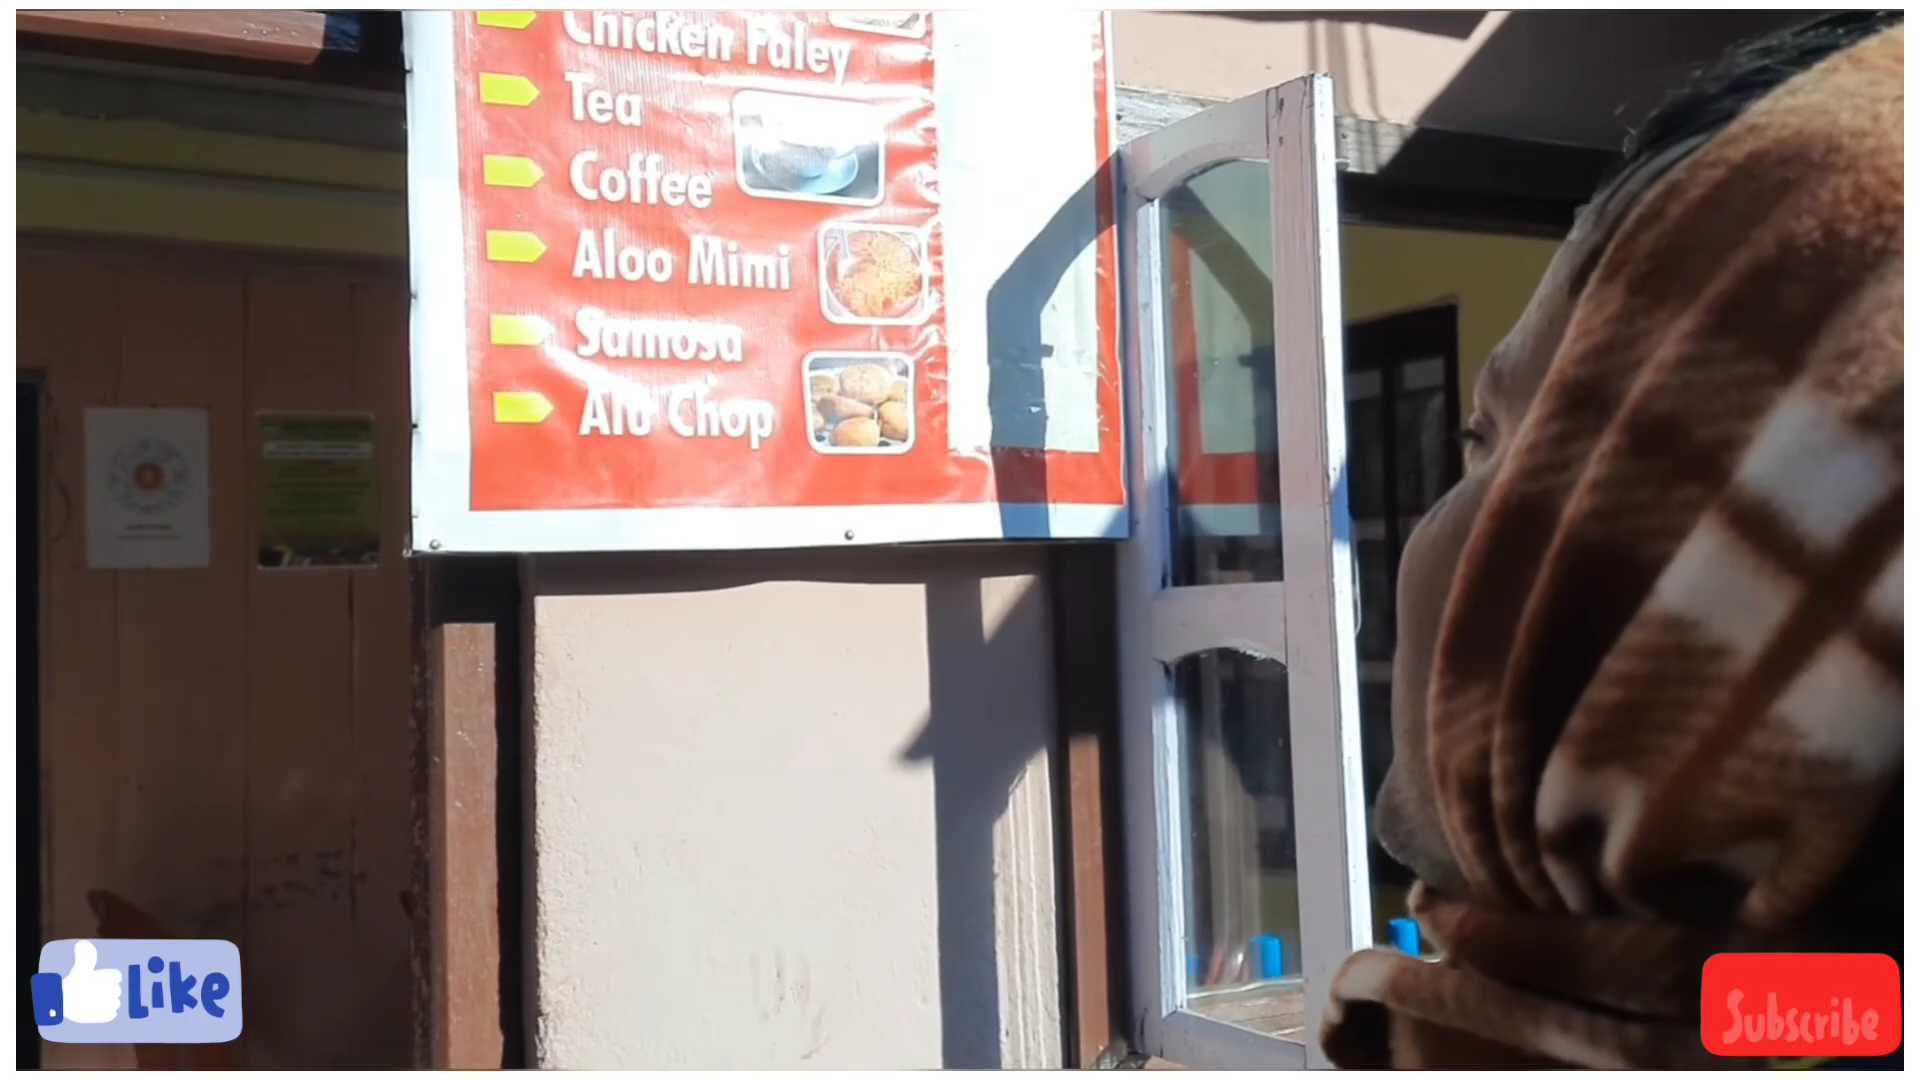 Chicken Faley
Tea
Coffee
Aloo Mimi
Samosa
Alu Chop
Like
Subscribe